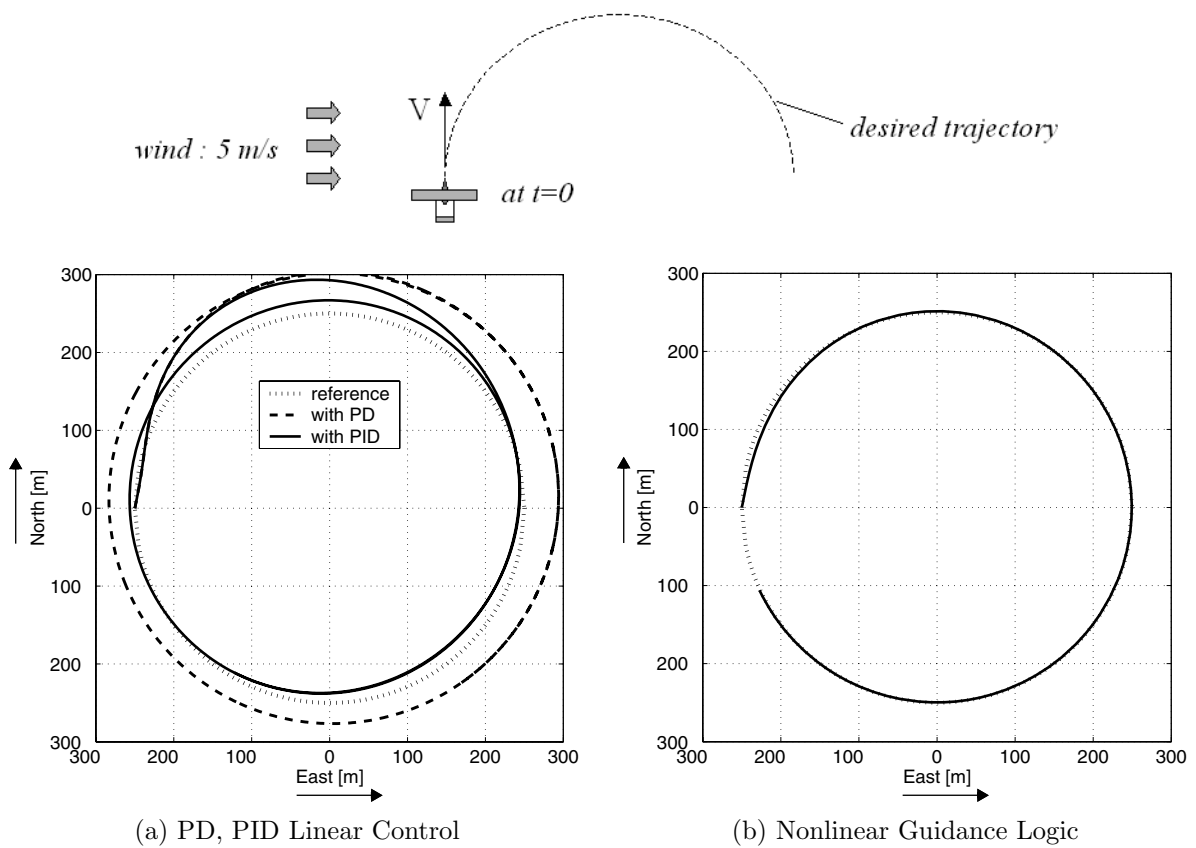 V
wind : 5 m/s
desired trajectory
at t=0
300
200
100
0
100
200
300
300
200
100
0
100
200
300
North [m]
East [m]
reference
with PD
with PID
(a) PD, PID Linear Control
300
200
100
0
100
200
300
300
200
100
0
100
200
300
North [m]
East [m]
(b) Nonlinear Guidance Logic